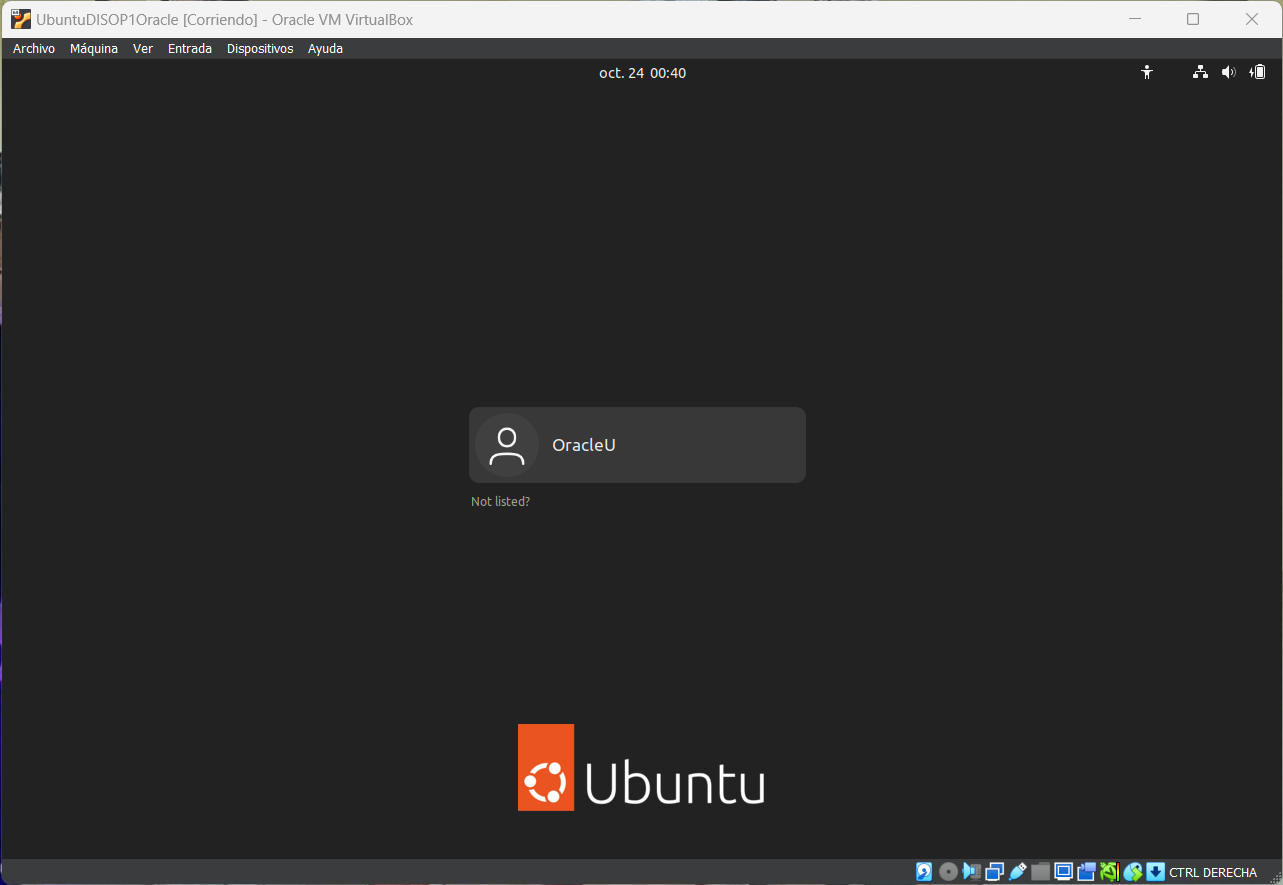 UbuntuDISOP1Oracle [Corriendo] - Oracle VM VirtualBox
Archivo Máquina Ver Entrada Dispositivos Ayuda
oct. 24 00:40
OracleU
Not listed?
Ubuntu
CTRL DERECHA